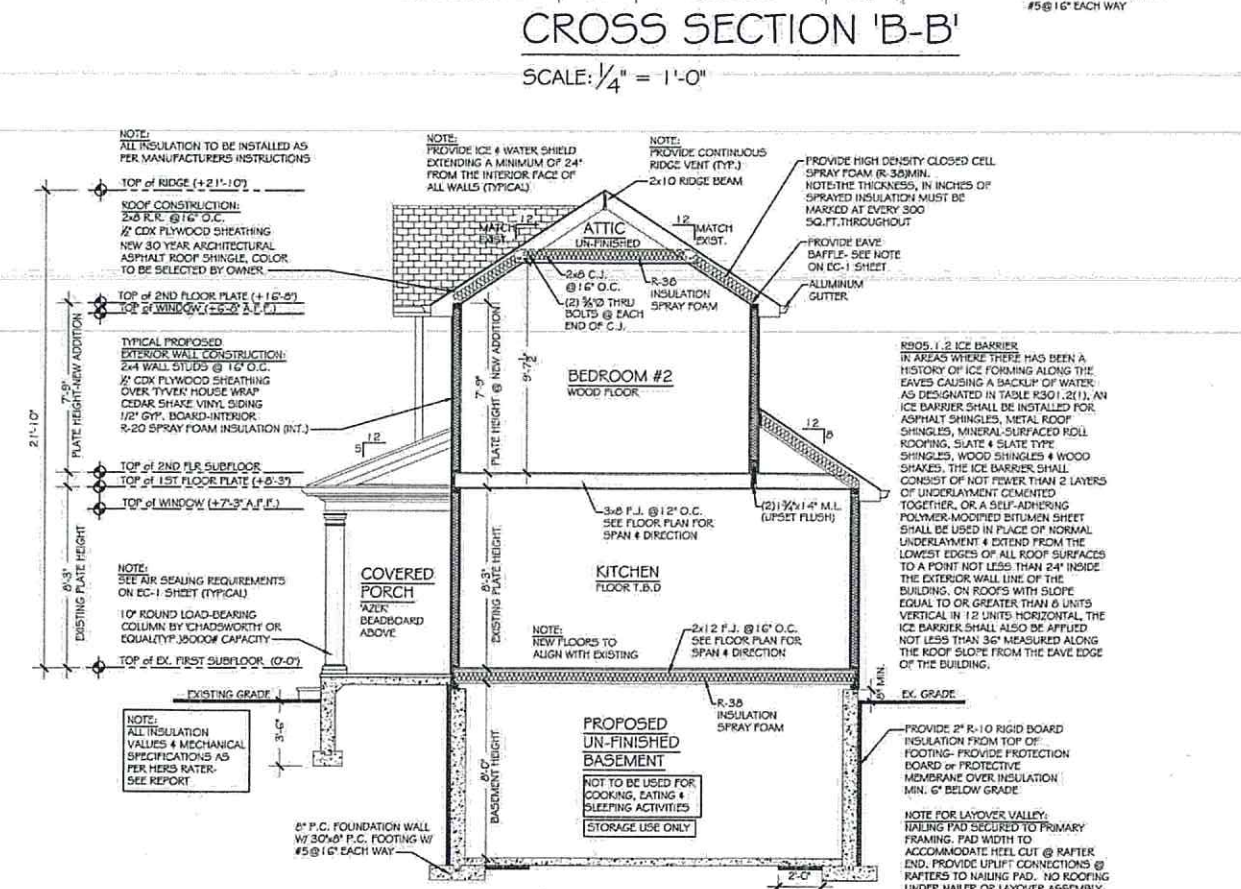 #5@16" EACH WAY
CROSS SECTION 'B-B'
SCALE: 1/4" = 1'-0"
NOTE:
ALL INSULATION TO BE INSTALLED AS
PER MANUFACTURERS INSTRUCTIONS
NOTE:
PROVIDE ICE & WATER SHIELD
EXTENDING A MINIMUM OF 24"
FROM THE INTERIOR FACE OF
ALL WALLS (TYPICAL)
NOTE:
PROVIDE CONTINUOUS
RIDGE VENT (TYP.)
2x10 RIDGE BEAM
PROVIDE HIGH DENSITY CLOSED CELL
SPRAY FOAM (R-38)MIN.
NOTE:THE THICKNESS, IN INCHES OF
SPRAYED INSULATION MUST BE
MARKED AT EVERY 300
SQ.FT.THROUGHOUT
PROVIDE EAVE
BAFFLE- SEE NOTE
ON EC-1 SHEET
ALUMINUM
GUTTER
TOP of RIDGE (+21'-10")
ROOF CONSTRUCTION:
2x8 R.R. @16" O.C.
½" CDX PLYWOOD SHEATHING
NEW 30 YEAR ARCHITECTURAL
ASPHALT ROOF SHINGLE, COLOR
TO BE SELECTED BY OWNER
12
MATCH
EXIST.
ATTIC
UN-FINISHED
12
MATCH
EXIST.
2x8 C.J.
@16" O.C.
(2) ⅝"Ø THRU
BOLTS @ EACH
END OF C.J.
R-38
INSULATION
SPRAY FOAM
TOP of 2ND FLOOR PLATE (+16'-8")
TOP of WINDOW (+6'-8" A.F.F.)
TYPICAL PROPOSED
EXTERIOR WALL CONSTRUCTION:
2x4 WALL STUDS @ 16" O.C.
½" CDX PLYWOOD SHEATHING
OVER 'TYVEK' HOUSE WRAP
CEDAR SHAKE VINYL SIDING
1/2" GYP. BOARD-INTERIOR
R-20 SPRAY FOAM INSULATION (INT.)
21'-10"
7'-9"
PLATE HEIGHT-NEW ADDITION
7'-9"
PLATE HEIGHT @ NEW ADDITION
9'-7½"
BEDROOM #2
WOOD FLOOR
12
5
12
8
TOP of 2ND FLR SUBFLOOR
TOP of 1ST FLOOR PLATE (+8'-3")
TOP of WINDOW (+7'-3" A.F.F.)
3x8 F.J. @12" O.C.
SEE FLOOR PLAN FOR
SPAN & DIRECTION
(2)1¾"x14" M.L.
(UPSET FLUSH)
8'-3"
EXISTING PLATE HEIGHT
8'-3"
EXISTING PLATE HEIGHT
NOTE:
SEE AIR SEALING REQUIREMENTS
ON EC-1 SHEET (TYPICAL)
10" ROUND LOAD-BEARING
COLUMN BY 'CHADSWORTH' OR
EQUAL(TYP.)8000# CAPACITY
TOP of EX. FIRST SUBFLOOR (0'-0")
COVERED
PORCH
'AZEK'
BEADBOARD
ABOVE
KITCHEN
FLOOR T.B.D
NOTE:
NEW FLOORS TO
ALIGN WITH EXISTING
2x12 F.J. @16" O.C.
SEE FLOOR PLAN FOR
SPAN & DIRECTION
R905.1.2 ICE BARRIER
IN AREAS WHERE THERE HAS BEEN A
HISTORY OF ICE FORMING ALONG THE
EAVES CAUSING A BACKUP OF WATER
AS DESIGNATED IN TABLE R301.2(1), AN
ICE BARRIER SHALL BE INSTALLED FOR
ASPHALT SHINGLES, METAL ROOF
SHINGLES, MINERAL-SURFACED ROLL
ROOFING, SLATE & SLATE TYPE
SHINGLES, WOOD SHINGLES & WOOD
SHAKES. THE ICE BARRIER SHALL
CONSIST OF NOT FEWER THAN 2 LAYERS
OF UNDERLAYMENT CEMENTED
TOGETHER, OR A SELF-ADHERING
POLYMER-MODIFIED BITUMEN SHEET
SHALL BE USED IN PLACE OF NORMAL
UNDERLAYMENT & EXTEND FROM THE
LOWEST EDGES OF ALL ROOF SURFACES
TO A POINT NOT LESS THAN 24" INSIDE
THE EXTERIOR WALL LINE OF THE
BUILDING. ON ROOFS WITH SLOPE
EQUAL TO OR GREATER THAN 8 UNITS
VERTICAL IN 12 UNITS HORIZONTAL, THE
ICE BARRIER SHALL ALSO BE APPLIED
NOT LESS THAN 36" MEASURED ALONG
THE ROOF SLOPE FROM THE EAVE EDGE
OF THE BUILDING.
EXISTING GRADE
3'-6"
8" MIN.
EX. GRADE
NOTE:
ALL INSULATION
VALUES & MECHANICAL
SPECIFICATIONS AS
PER HERS RATER-
SEE REPORT
8'-0"
BASEMENT HEIGHT
R-38
INSULATION
SPRAY FOAM
PROPOSED
UN-FINISHED
BASEMENT
NOT TO BE USED FOR
COOKING, EATING &
SLEEPING ACTIVITIES
STORAGE USE ONLY
8" P.C. FOUNDATION WALL
W/ 30"x8" P.C. FOOTING W/
#5@16" EACH WAY
2'-0"
PROVIDE 2" R-10 RIGID BOARD
INSULATION FROM TOP OF
FOOTING- PROVIDE PROTECTION
BOARD or PROTECTIVE
MEMBRANE OVER INSULATION
MIN. 6" BELOW GRADE
NOTE FOR LAYOVER VALLEY:
NAILING PAD SECURED TO PRIMARY
FRAMING. PAD WIDTH TO
ACCOMMODATE HEEL CUT @ RAFTER
END. PROVIDE UPLIFT CONNECTIONS @
RAFTERS TO NAILING PAD. NO ROOFING
UNDER NAILER OR LAYOVER ASSEMBLY